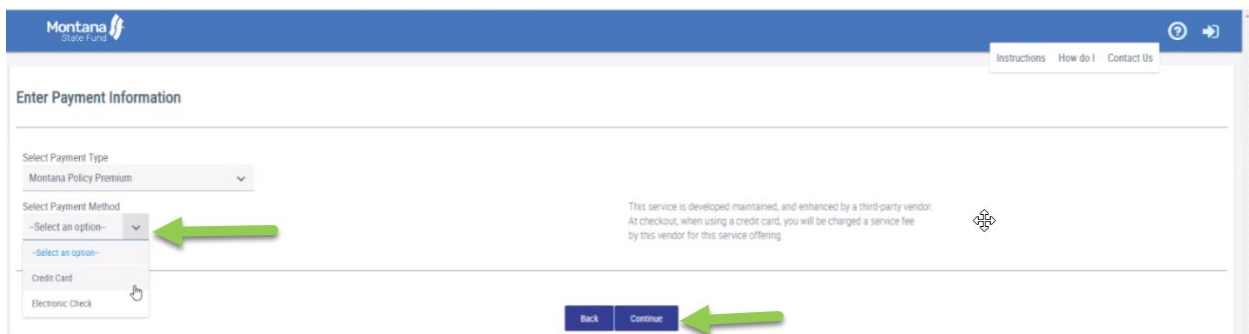 Montana
State Fund
Instructions How do I Contact Us
Enter Payment Information
Select Payment Type
Montana Policy Premium
Select Payment Method
--Select an option--
--Select an option--
Credit Card
Electronic Check
This service is developed maintained, and enhanced by a third-party vendor.
At checkout, when using a credit card, you will be charged a service fee
by this vendor for this service offering.
Back Continue